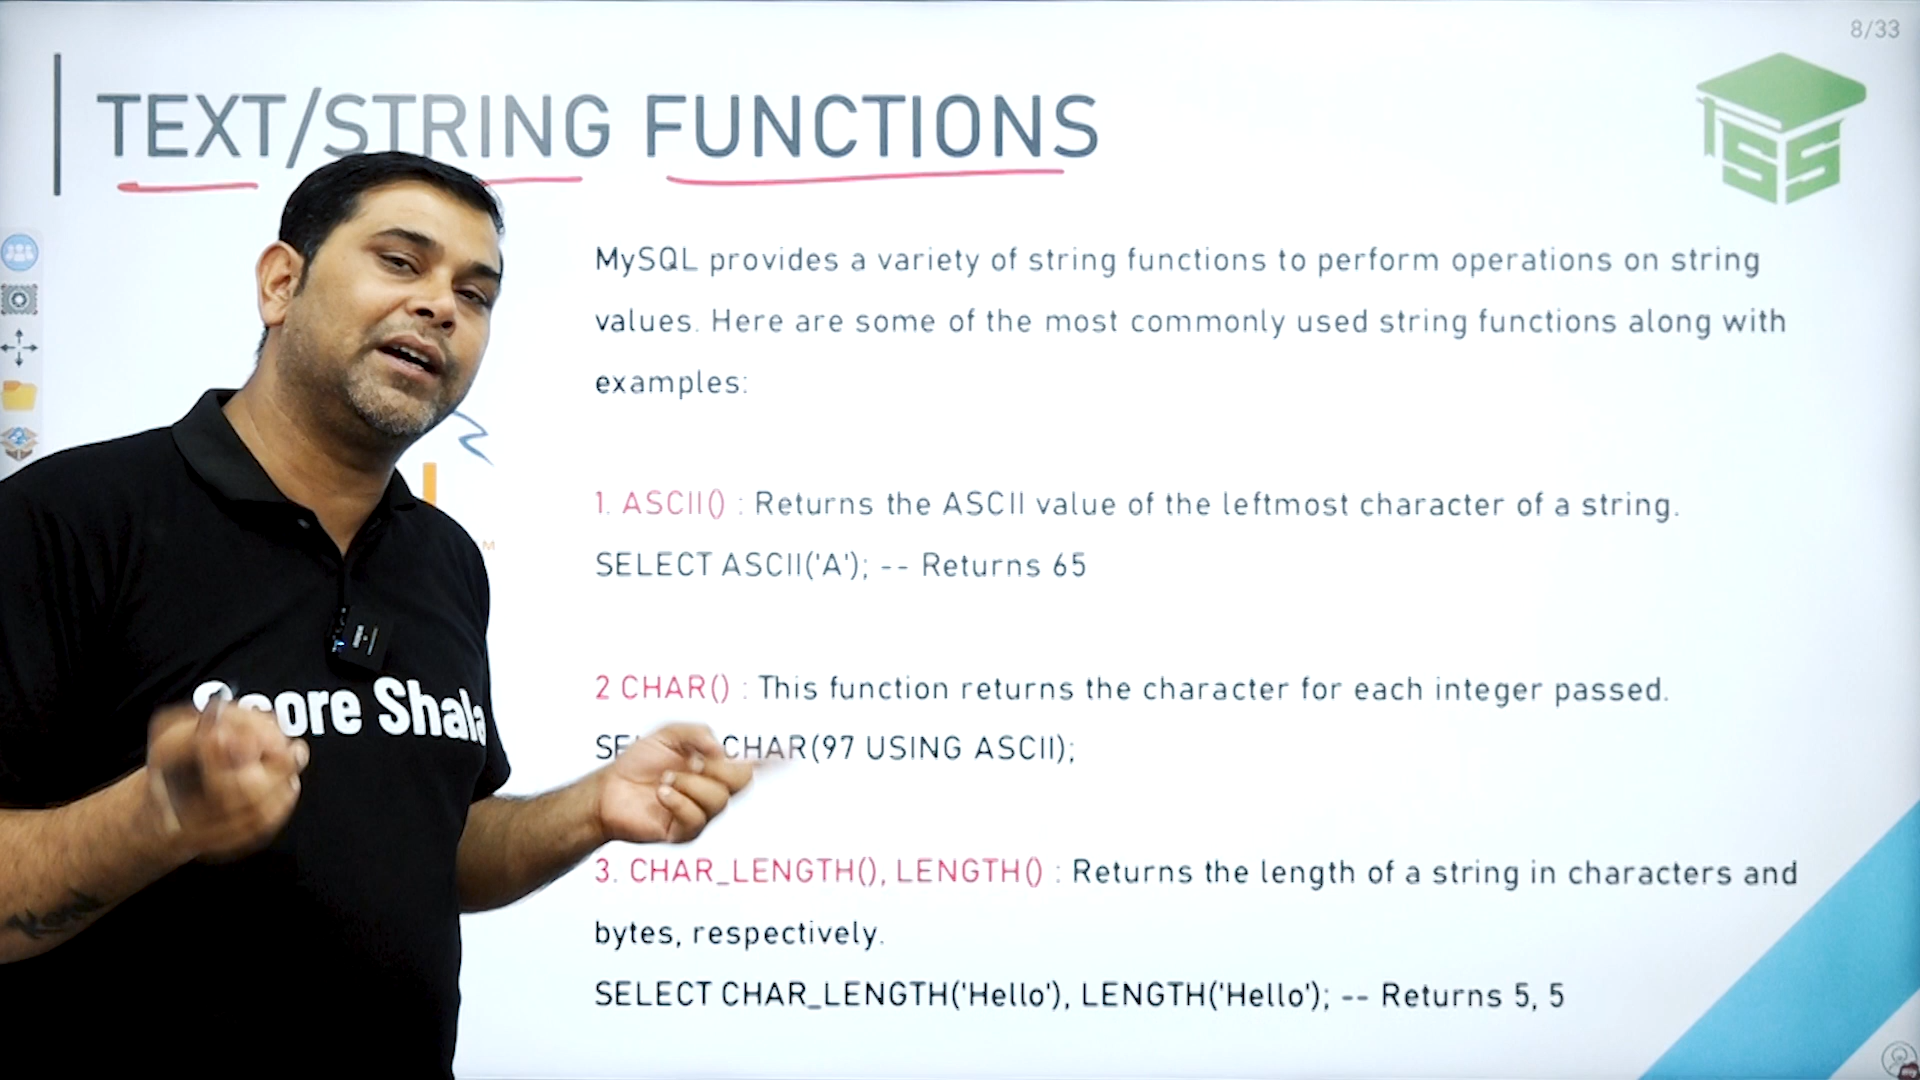 8/33
TEXT/STRING FUNCTIONS
SS
MySQL provides a variety of string functions to perform operations on string
values. Here are some of the most commonly used string functions along with
examples:
1. ASCII() : Returns the ASCII value of the leftmost character of a string.
SELECT ASCII('A'); -- Returns 65
2 CHAR() : This function returns the character for each integer passed.
CHAR(97 USING ASCII);
3. CHAR_LENGTH(), LENGTH() : Returns the length of a string in characters and
bytes, respectively.
SELECT CHAR_LENGTH('Hello'), LENGTH('Hello'); -- Returns 5, 5
Score Shala